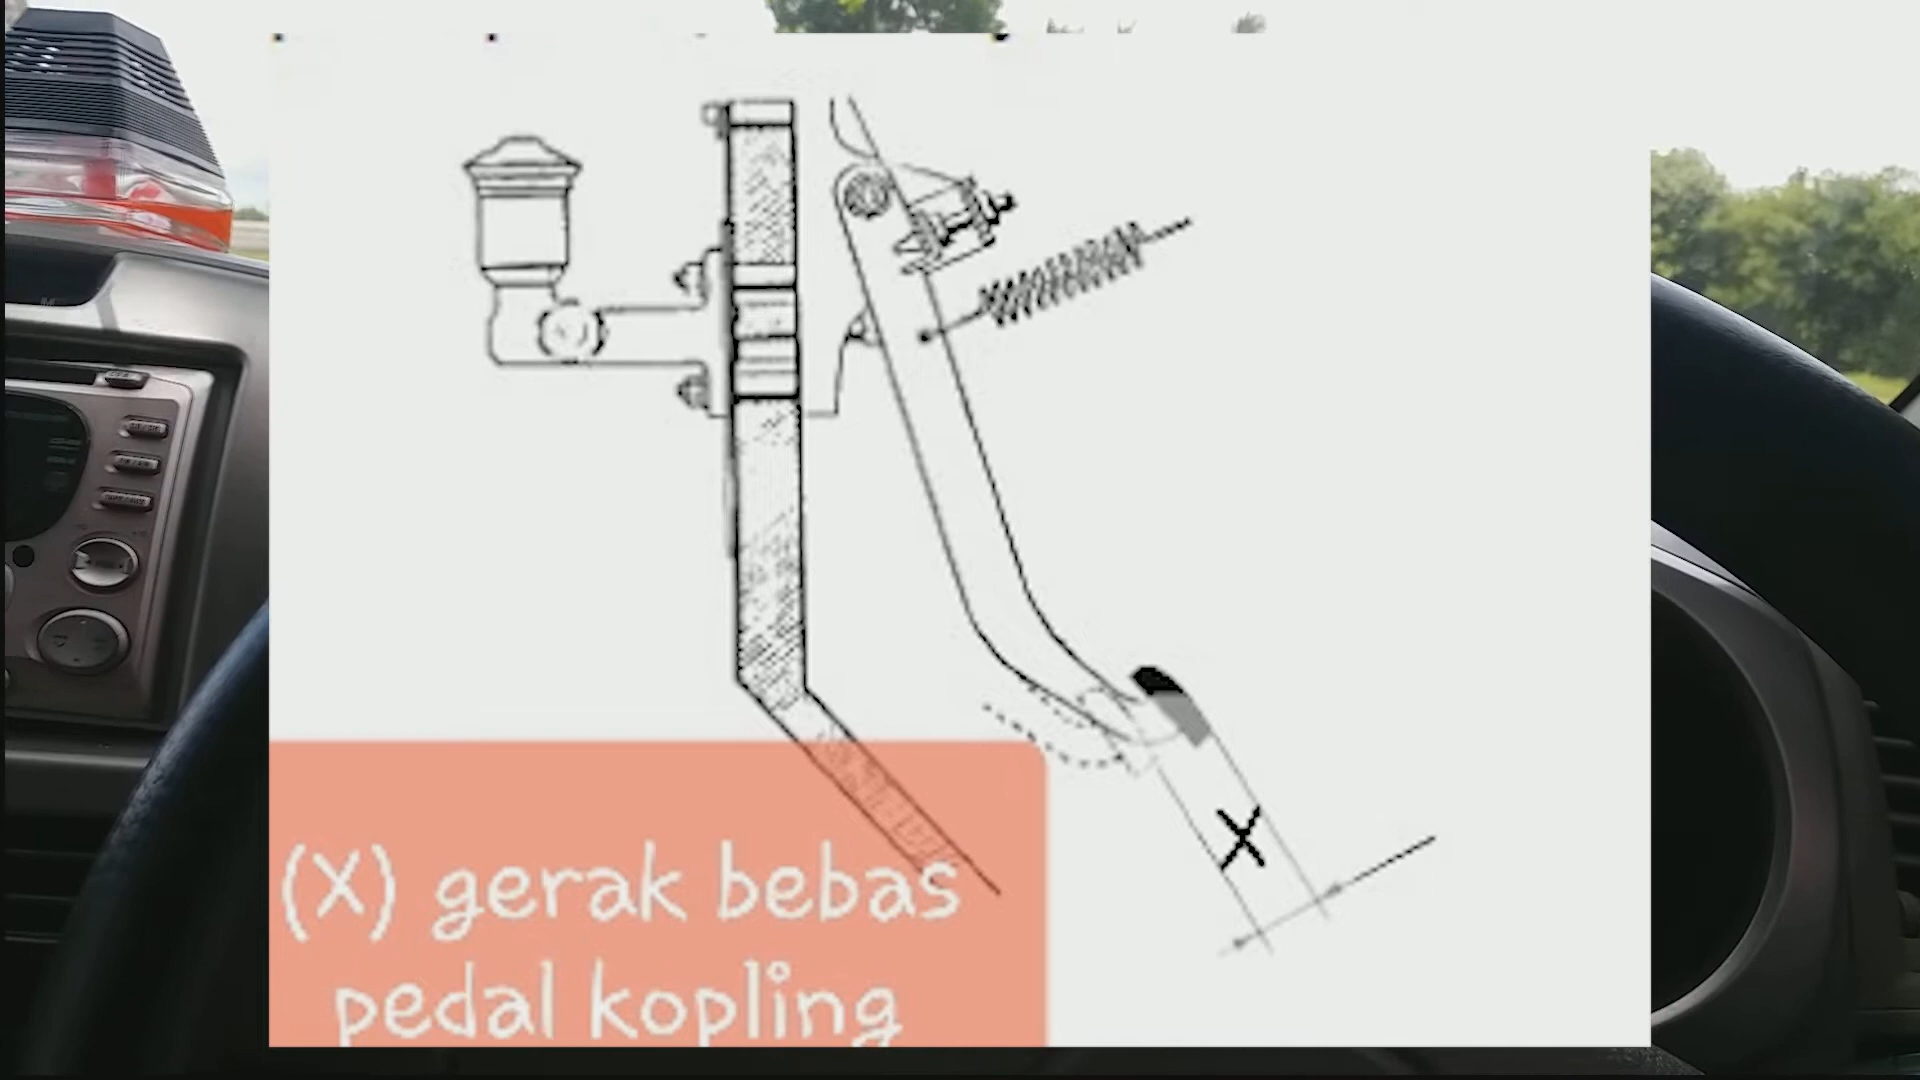 X
(X) gerak bebas
pedal kopling